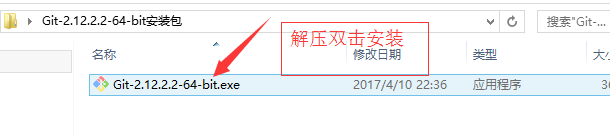 Git-2.12.2.2-64-bit安装包
搜索"Git-...
解压双击安装
名称 修改日期 类型 大小
Git-2.12.2.2-64-bit.exe 2017/4/10 22:36 应用程序